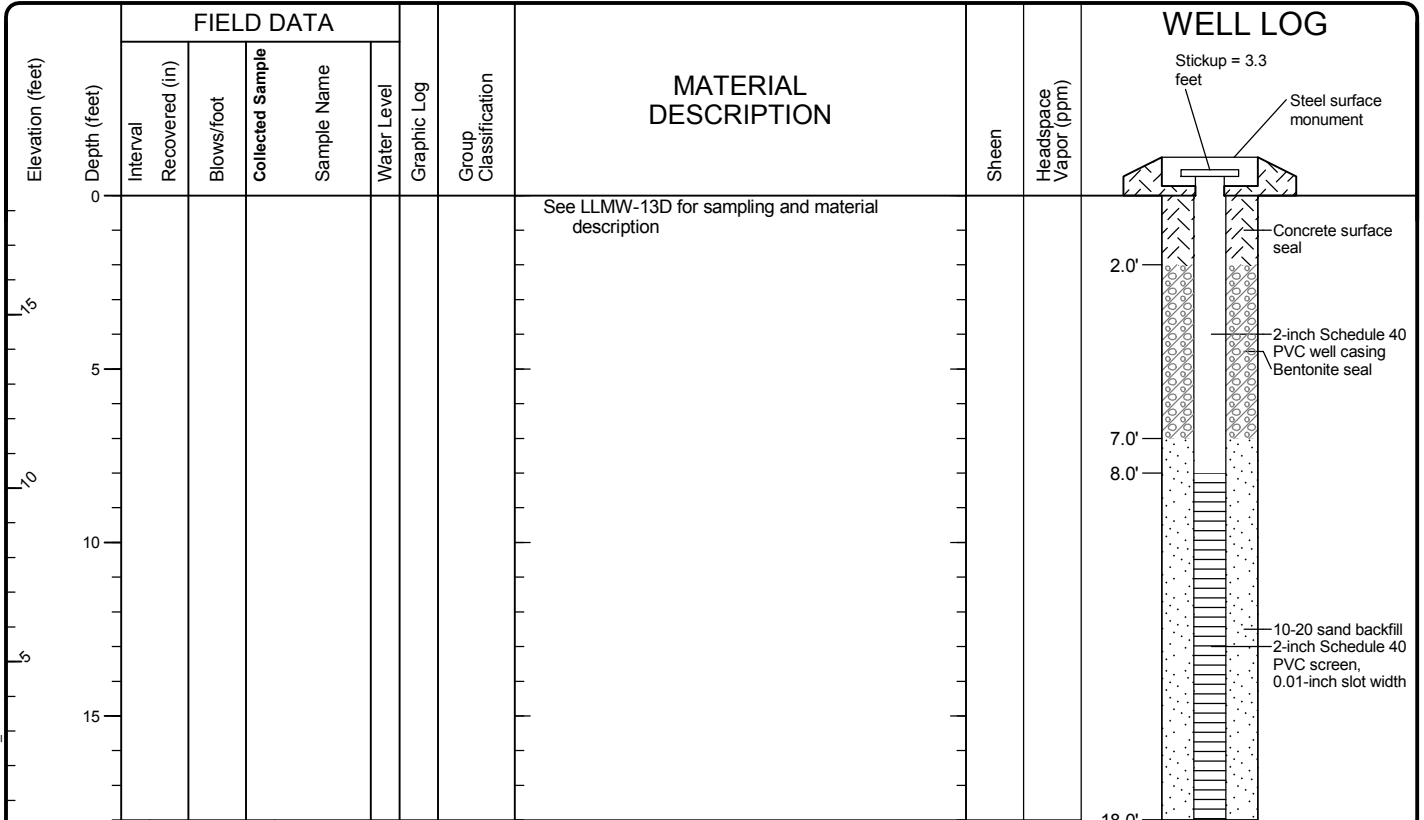 FIELD DATA
WELL LOG
Elevation (feet)
Depth (feet)
Interval
Recovered (in)
Blows/foot
Collected Sample
Sample Name
Water Level
Graphic Log
Group
Classification
MATERIAL
DESCRIPTION
Sheen
Headspace
Vapor (ppm)
Stickup = 3.3
feet
Steel surface
monument
0
See LLMW-13D for sampling and material
description
Concrete surface
seal
2.0'
15
2-inch Schedule 40
PVC well casing
Bentonite seal
5
7.0'
8.0'
10
10
10-20 sand backfill
2-inch Schedule 40
PVC screen,
0.01-inch slot width
5
15
18.0'